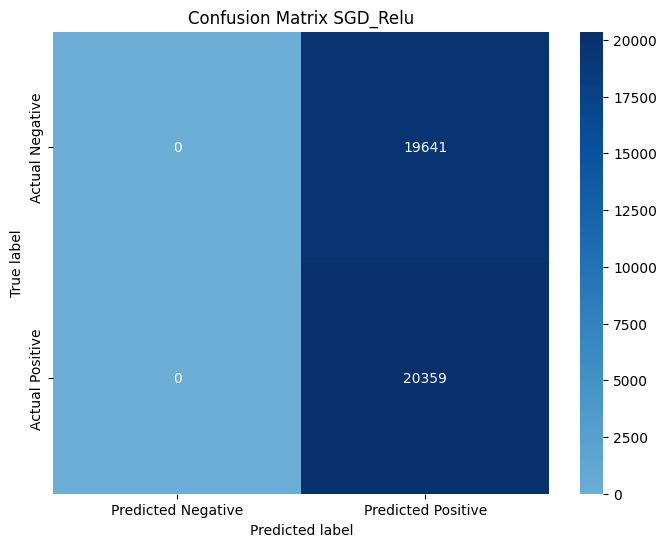 Confusion Matrix SGD_Relu
True label
Actual Negative
Actual Positive
0
19641
0
20359
Predicted Negative
Predicted Positive
Predicted label
20000
17500
15000
12500
10000
7500
5000
2500
0